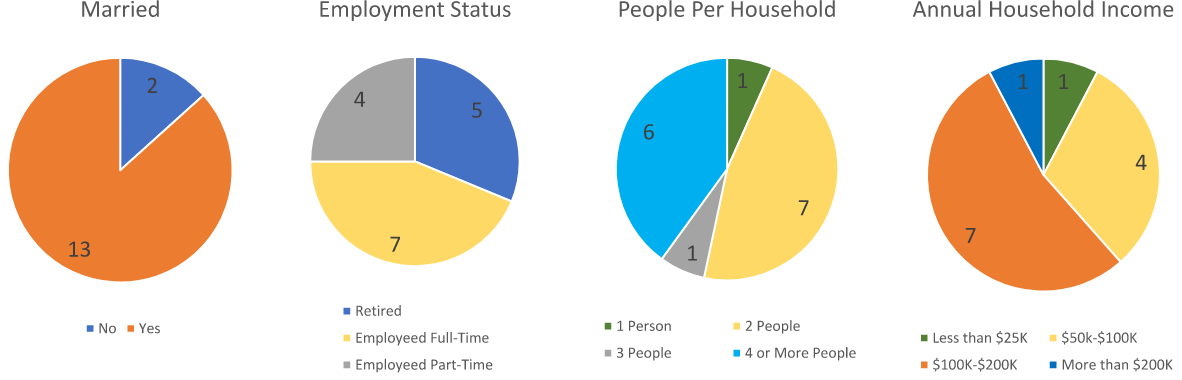 Married
2
13
No
Yes
Employment Status
5
7
4
Retired
Employeed Full-Time
Employeed Part-Time
People Per Household
1
7
1
6
1 Person
2 People
3 People
4 or More People
Annual Household Income
1
4
7
1
Less than $25K
$50k-$100K
$100K-$200K
More than $200K